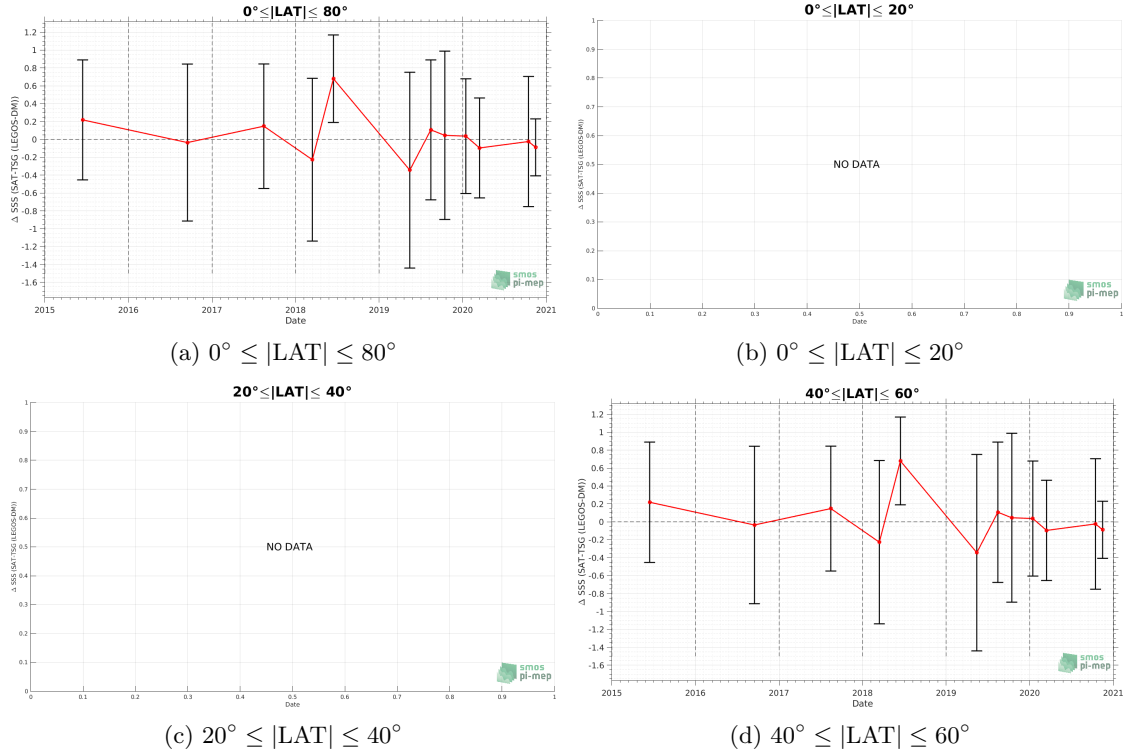 0°≤|LAT|≤ 80°
1.2
1
0.8
0.6
0.4
0.2
0
-0.2
-0.4
-0.6
-0.8
-1
-1.2
-1.4
-1.6
Δ SSS (SAT-TSG (LEGOS-DM))
2015 2016 2017 2018 2019 2020 2021
Date
smos
pi-mep
(a) 0° ≤ |LAT| ≤ 80°
0°≤|LAT|≤ 20°
1
0.9
0.8
0.7
0.6
0.5
0.4
0.3
0.2
0.1
0
Δ SSS (SAT-TSG (LEGOS-DM))
NO DATA
0 0.1 0.2 0.3 0.4 0.5 0.6 0.7 0.8 0.9 1
Date
smos
pi-mep
(b) 0° ≤ |LAT| ≤ 20°
20°≤|LAT|≤ 40°
1
0.9
0.8
0.7
0.6
0.5
0.4
0.3
0.2
0.1
0
Δ SSS (SAT-TSG (LEGOS-DM))
NO DATA
0 0.1 0.2 0.3 0.4 0.5 0.6 0.7 0.8 0.9 1
Date
smos
pi-mep
(c) 20° ≤ |LAT| ≤ 40°
40°≤|LAT|≤ 60°
1.2
1
0.8
0.6
0.4
0.2
0
-0.2
-0.4
-0.6
-0.8
-1
-1.2
-1.4
-1.6
Δ SSS (SAT-TSG (LEGOS-DM))
2015 2016 2017 2018 2019 2020 2021
Date
smos
pi-mep
(d) 40° ≤ |LAT| ≤ 60°